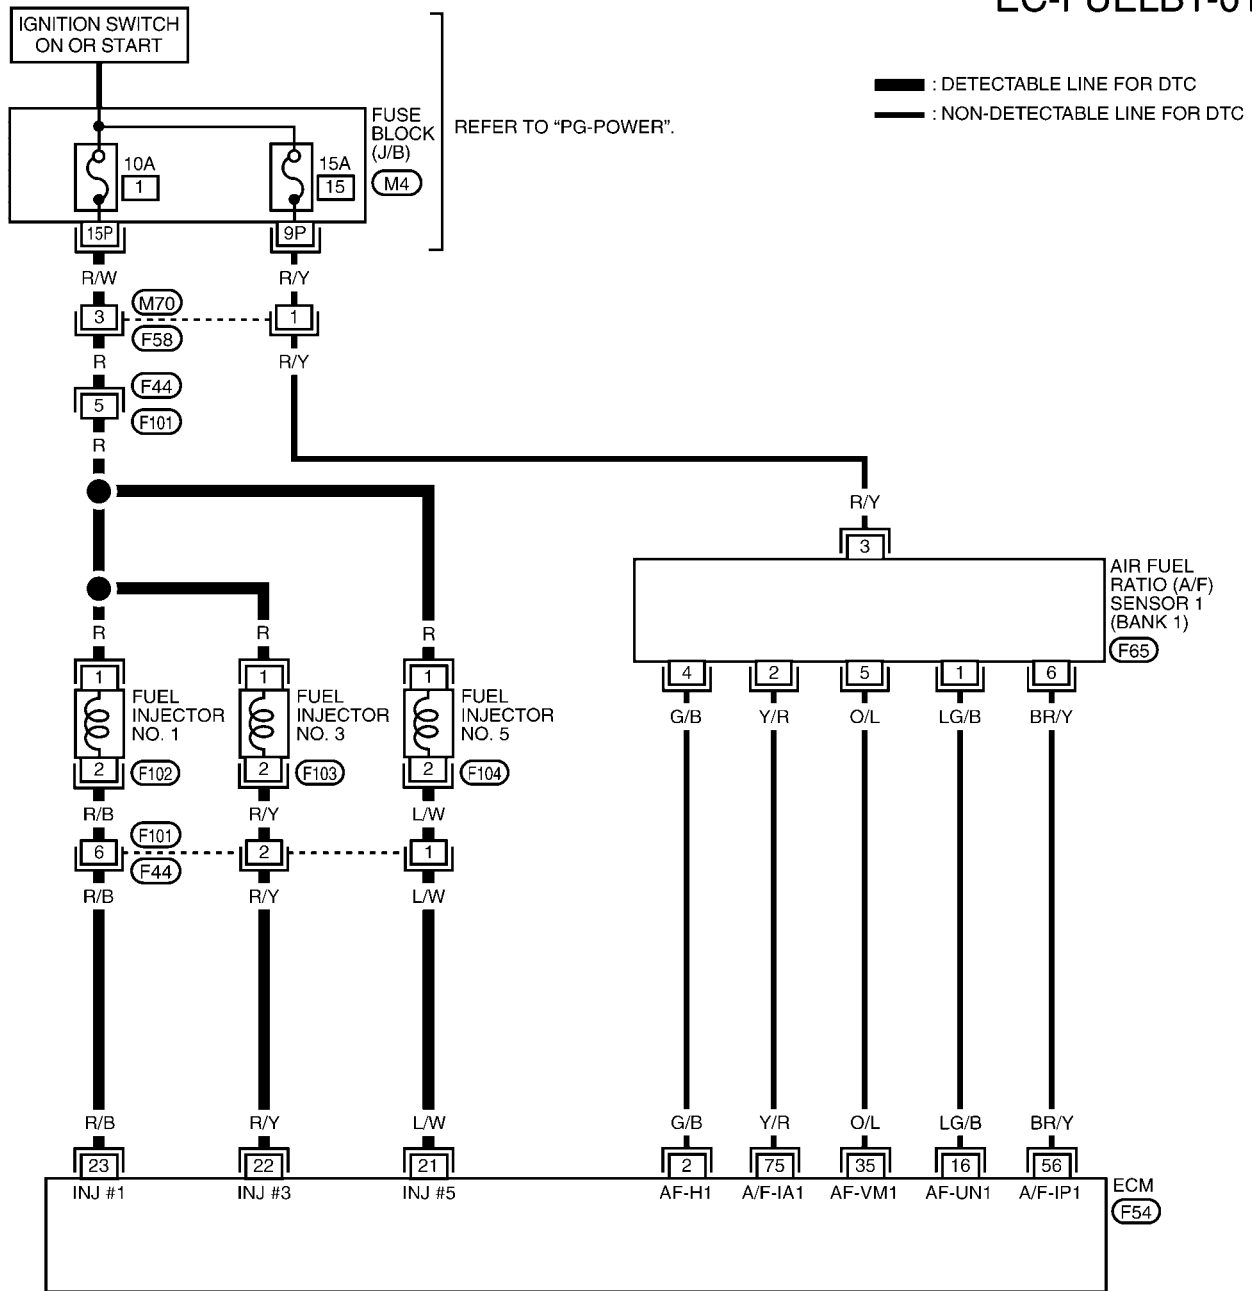 IGNITION SWITCH
ON OR START
: DETECTABLE LINE FOR DTC
: NON-DETECTABLE LINE FOR DTC
REFER TO “PG-POWER”.
FUSE
BLOCK
(J/B)
M4
10A
1
15A
15
15P
9P
R/W
R/Y
3
M70
F58
1
R
R/Y
F44
5
F101
R
R/Y
3
AIR FUEL
RATIO (A/F)
SENSOR 1
(BANK 1)
F65
R
R
R
1
1
1
FUEL
INJECTOR
NO. 1
FUEL
INJECTOR
NO. 3
FUEL
INJECTOR
NO. 5
2
F102
2
F103
2
F104
4
2
5
1
6
G/B
Y/R
O/L
LG/B
BR/Y
R/B
R/Y
L/W
F101
6
F44
2
1
R/B
R/Y
L/W
R/B
R/Y
L/W
G/B
Y/R
O/L
LG/B
BR/Y
23
22
21
2
75
35
16
56
INJ #1
INJ #3
INJ #5
AF-H1
A/F-IA1
AF-VM1
AF-UN1
A/F-IP1
ECM
F54